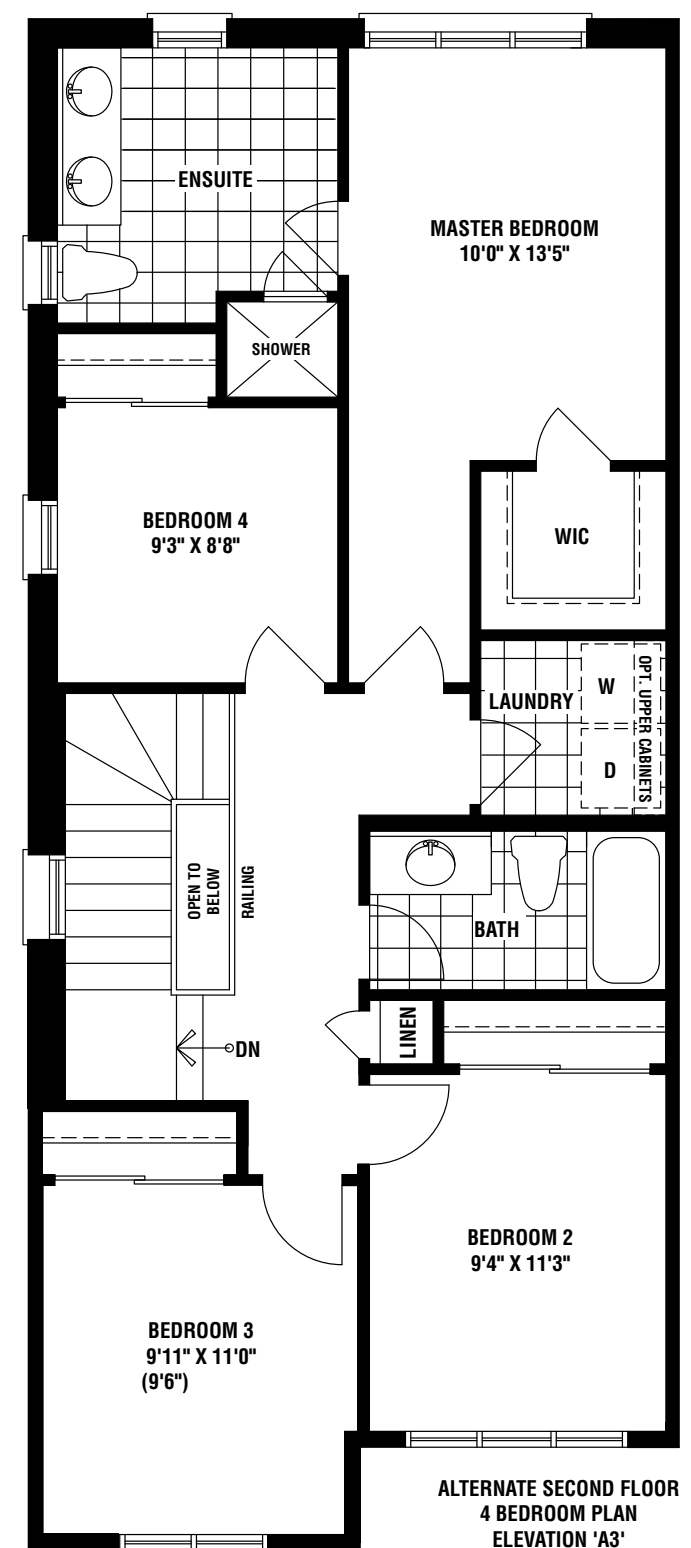 ENSUITE
MASTER BEDROOM
10'0" X 13'5"
SHOWER
BEDROOM 4
9'3" X 8'8"
WIC
LAUNDRY
W
D
OPT. UPPER CABINETS
OPEN TO
BELOW
RAILING
BATH
LINEN
DN
BEDROOM 2
9'4" X 11'3"
BEDROOM 3
9'11" X 11'0"
(9'6")
ALTERNATE SECOND FLOOR
4 BEDROOM PLAN
ELEVATION 'A3'